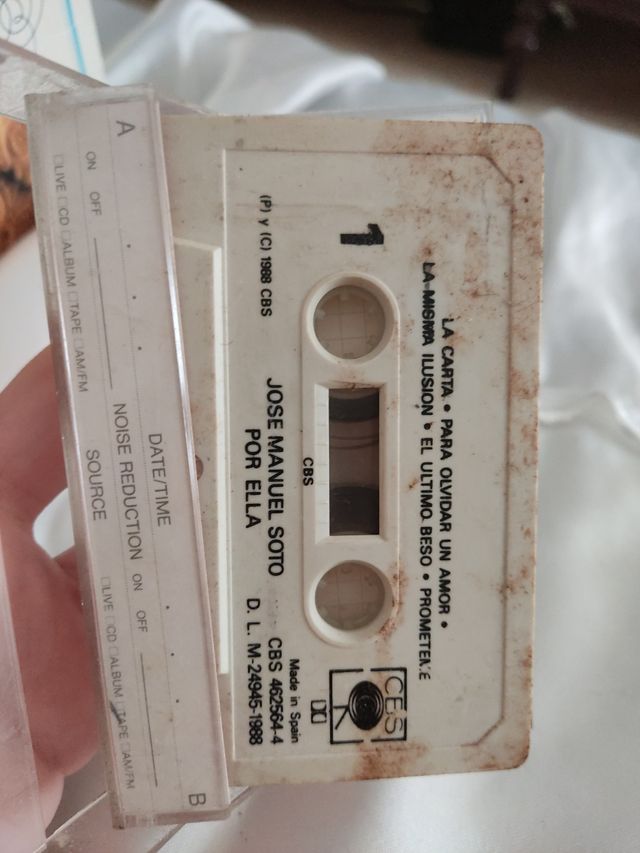 1
LA CARTA • PARA OLVIDAR UN AMOR •
LA MISMA ILUSION • EL ULTIMO BESO • PROMETEME
CBS
CBS
(P) y (C) 1988 CBS
JOSE MANUEL SOTO
POR ELLA
Made in Spain
CBS 462564-4
D. L. M-24945-1988
A
DATE/TIME
ON OFF NOISE REDUCTION ON OFF
□LIVE □CD □ALBUM □TAPE □AM/FM SOURCE □LIVE □CD □ALBUM □TAPE □AM/FM
B